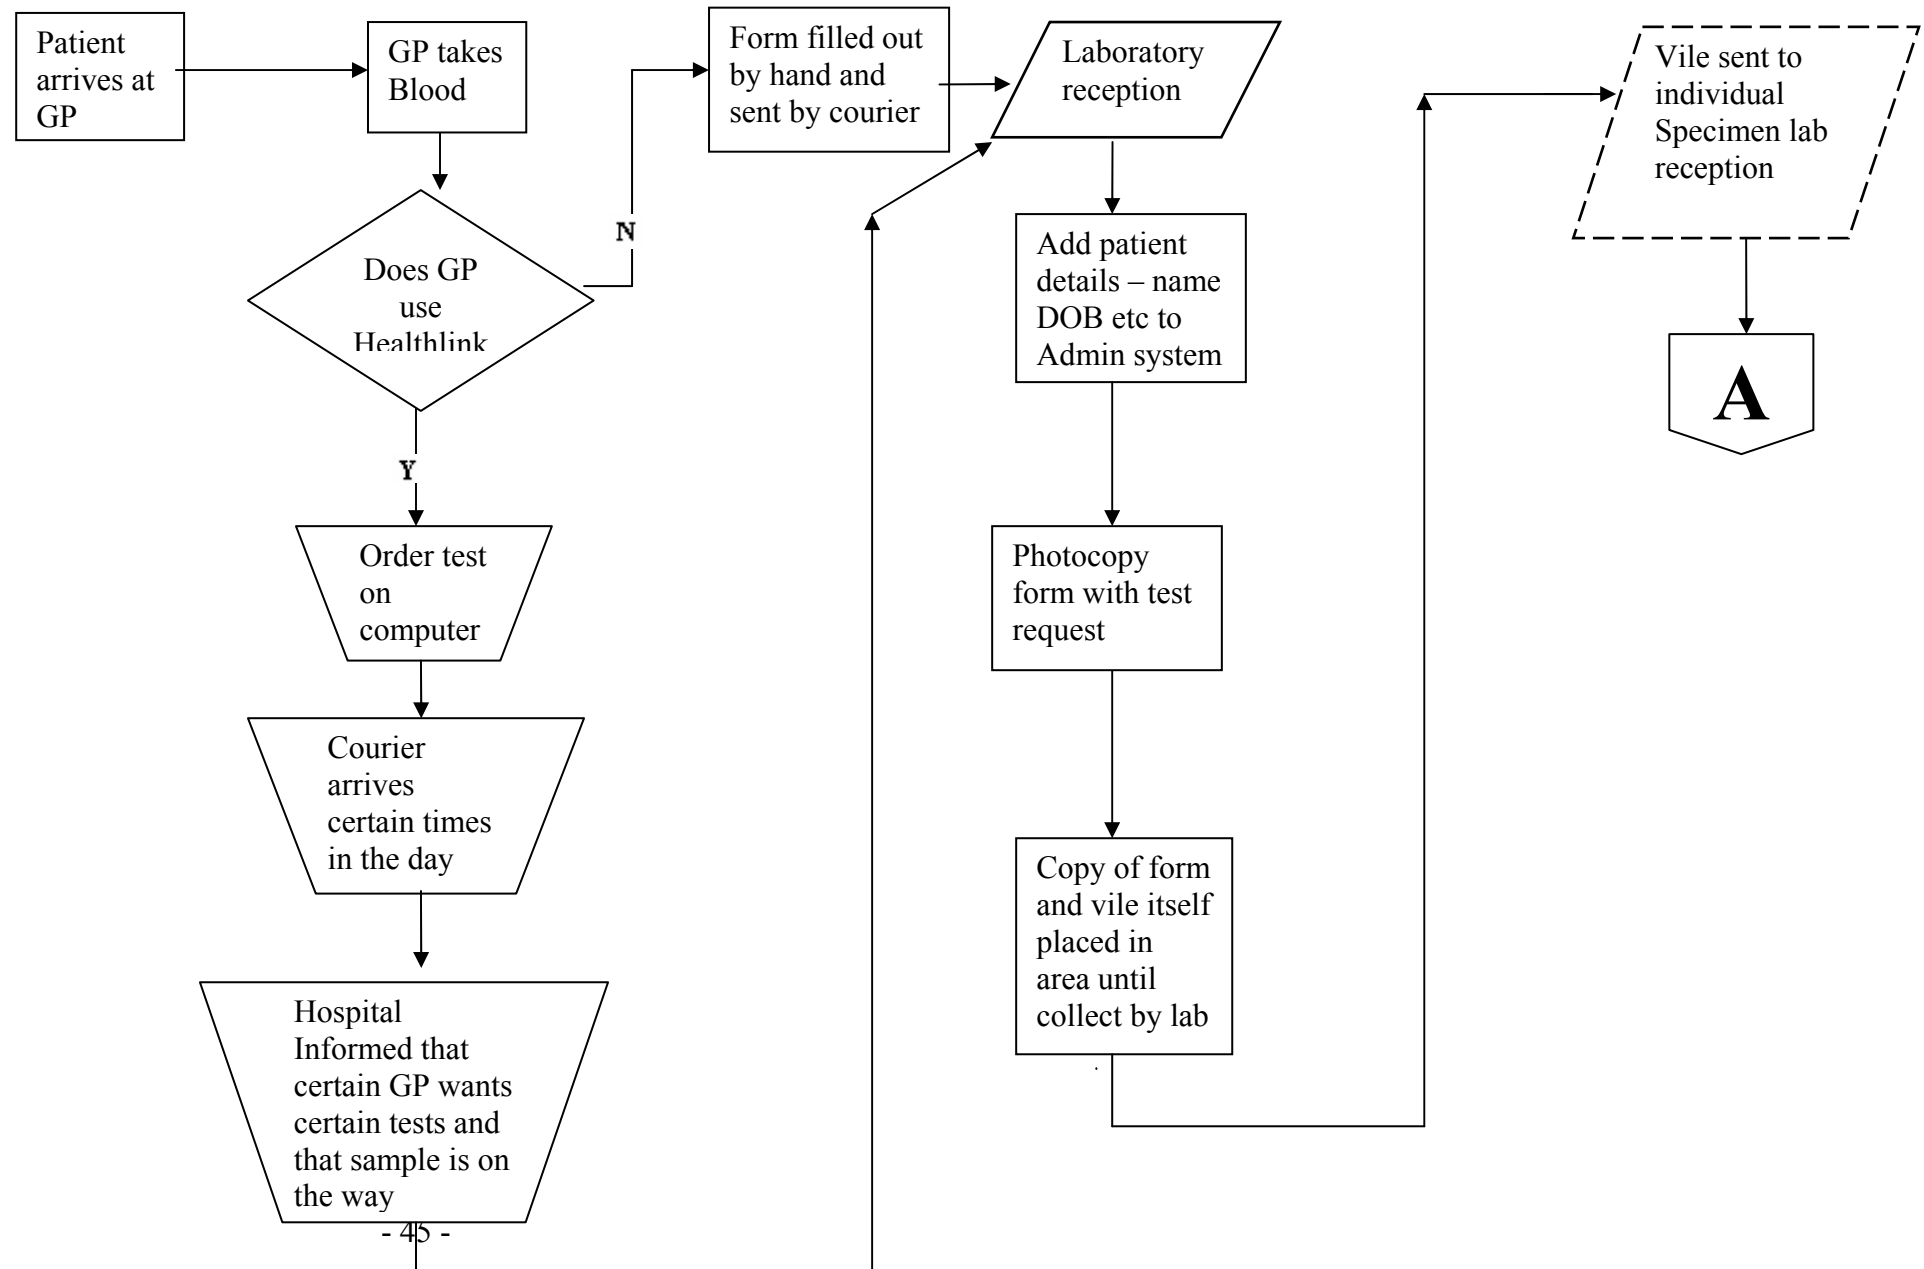 Patient
arrives at
GP
GP takes
Blood
Does GP
use
Healthlink
N
Y
Order test
on
computer
Courier
arrives
certain times
in the day
Hospital
Informed that
certain GP wants
certain tests and
that sample is on
the way
Form filled out
by hand and
sent by courier
Laboratory
reception
Add patient
details – name
DOB etc to
Admin system
Photocopy
form with test
request
Copy of form
and vile itself
placed in
area until
collect by lab
.
Vile sent to
individual
Specimen lab
reception
A
- 45 -